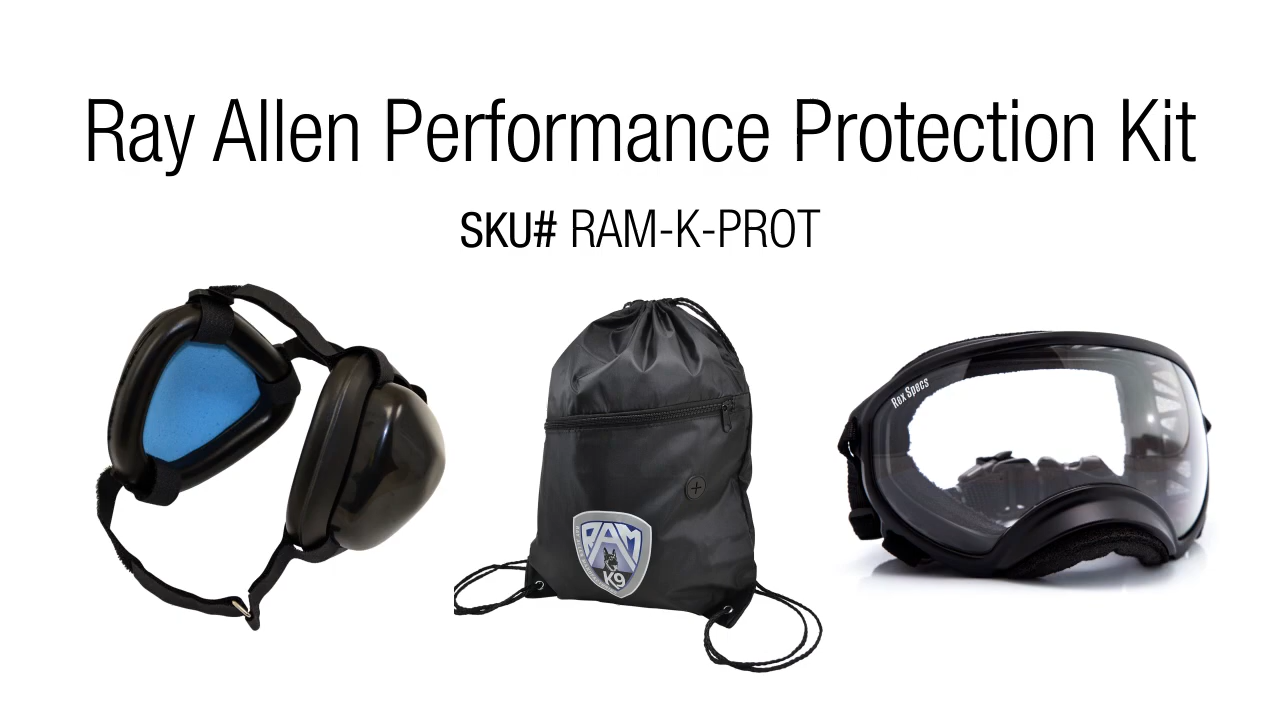 Ray Allen Performance Protection Kit
SKU# RAM-K-PROT
Rex Specs
RAM
K9